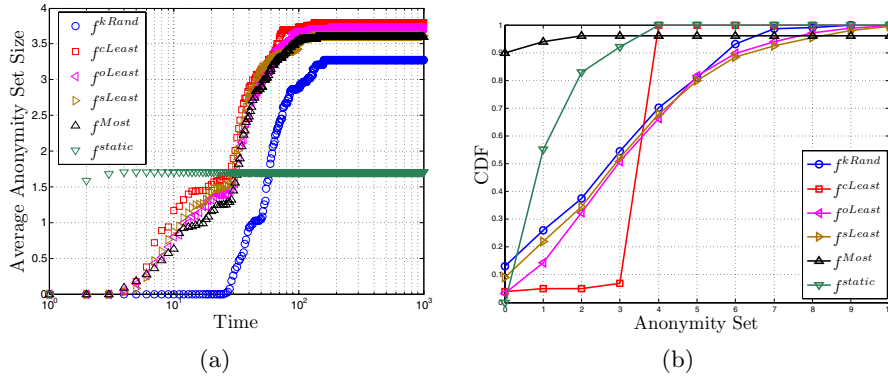 4
3.5
3
2.5
2
1.5
1
0.5
0
10^0
10^1
10^2
10^3
Average Anonymity Set Size
Time
f^{kRand}
f^{cLeast}
f^{oLeast}
f^{sLeast}
f^{Most}
f^{static}
(a)
1
0.9
0.8
0.7
0.6
0.5
0.4
0.3
0.2
0.1
0
0
1
2
3
4
5
6
7
8
9
CDF
Anonymity Set
f^{kRand}
f^{cLeast}
f^{oLeast}
f^{sLeast}
f^{Most}
f^{static}
(b)